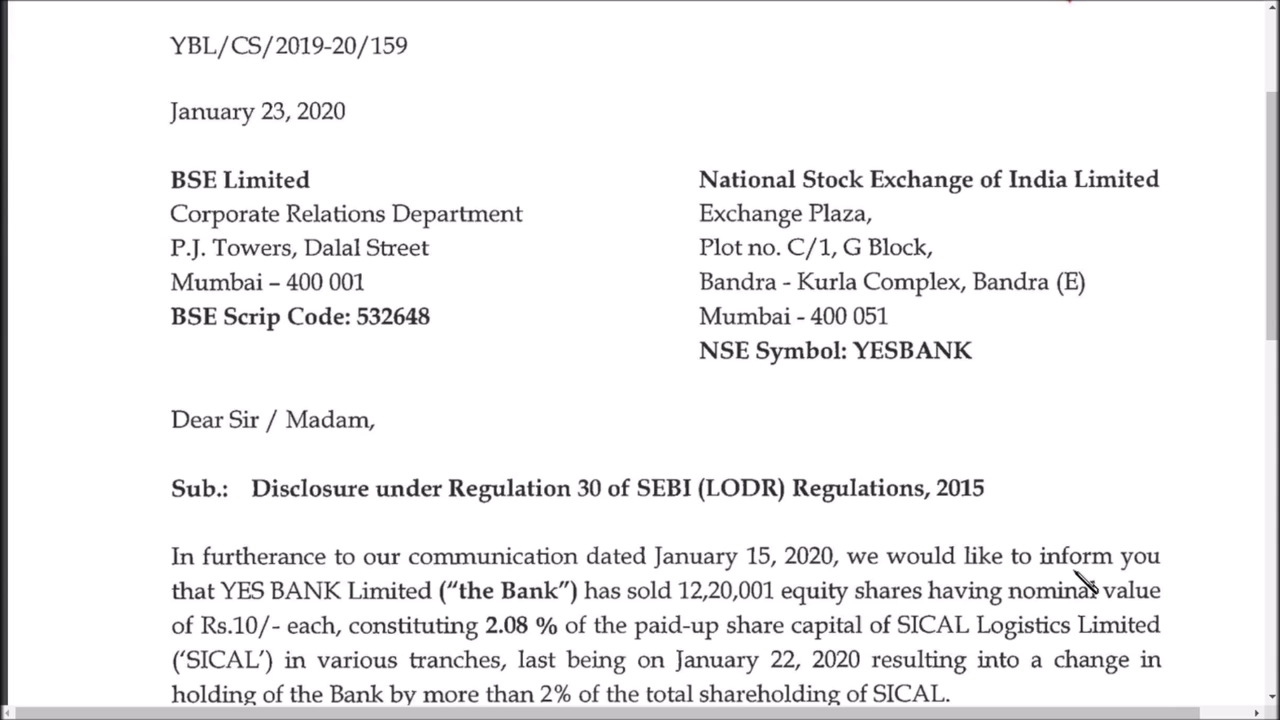 YBL/CS/2019-20/159
January 23, 2020
BSE Limited
Corporate Relations Department
P.J. Towers, Dalal Street
Mumbai – 400 001
BSE Scrip Code: 532648
National Stock Exchange of India Limited
Exchange Plaza,
Plot no. C/1, G Block,
Bandra - Kurla Complex, Bandra (E)
Mumbai - 400 051
NSE Symbol: YESBANK
Dear Sir / Madam,
Sub.: Disclosure under Regulation 30 of SEBI (LODR) Regulations, 2015
In furtherance to our communication dated January 15, 2020, we would like to inform you
that YES BANK Limited (“the Bank”) has sold 12,20,001 equity shares having nominal value
of Rs.10/- each, constituting 2.08 % of the paid-up share capital of SICAL Logistics Limited
(‘SICAL’) in various tranches, last being on January 22, 2020 resulting into a change in
holding of the Bank by more than 2% of the total shareholding of SICAL.